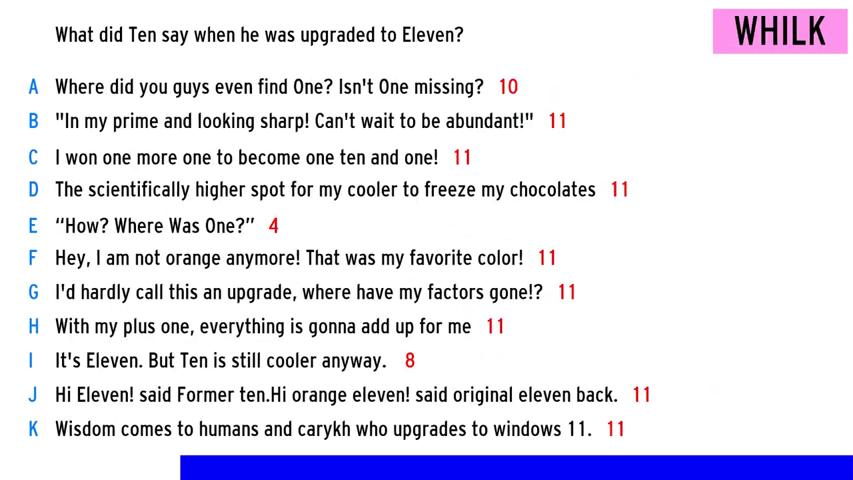 WHILK
What did Ten say when he was upgraded to Eleven?
A Where did you guys even find One? Isn't One missing? 10
B "In my prime and looking sharp! Can't wait to be abundant!" 11
C I won one more one to become one ten and one! 11
D The scientifically higher spot for my cooler to freeze my chocolates 11
E “How? Where Was One?” 4
F Hey, I am not orange anymore! That was my favorite color! 11
G I'd hardly call this an upgrade, where have my factors gone!? 11
H With my plus one, everything is gonna add up for me 11
I It's Eleven. But Ten is still cooler anyway. 8
J Hi Eleven! said Former ten.Hi orange eleven! said original eleven back. 11
K Wisdom comes to humans and carykh who upgrades to windows 11. 11